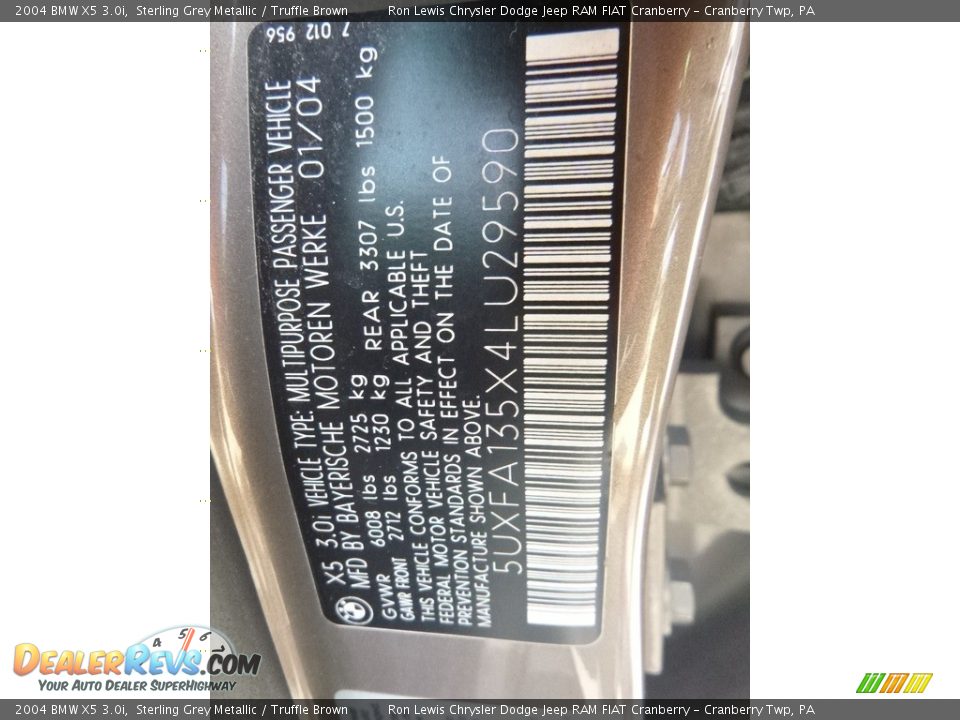 2004 BMW X5 3.0i, Sterling Grey Metallic / Truffle Brown Ron Lewis Chrysler Dodge Jeep RAM FIAT Cranberry - Cranberry Twp, PA
7 012 956
X5 3.0i VEHICLE TYPE: MULTIPURPOSE PASSENGER VEHICLE
MFD BY BAYERISCHE MOTOREN WERKE 01/04
GVWR 6008 lbs 2725 kg
GAWR FRONT 2712 lbs 1230 kg REAR 3307 lbs 1500 kg
THIS VEHICLE CONFORMS TO ALL APPLICABLE U.S.
FEDERAL MOTOR VEHICLE SAFETY AND THEFT
PREVENTION STANDARDS IN EFFECT ON THE DATE OF
MANUFACTURE SHOWN ABOVE.
5UXFA135X4LU29590
4 5 6
DEALERREVS.COM
YOUR AUTO DEALER SUPERHIGHWAY
2004 BMW X5 3.0i, Sterling Grey Metallic / Truffle Brown Ron Lewis Chrysler Dodge Jeep RAM FIAT Cranberry - Cranberry Twp, PA